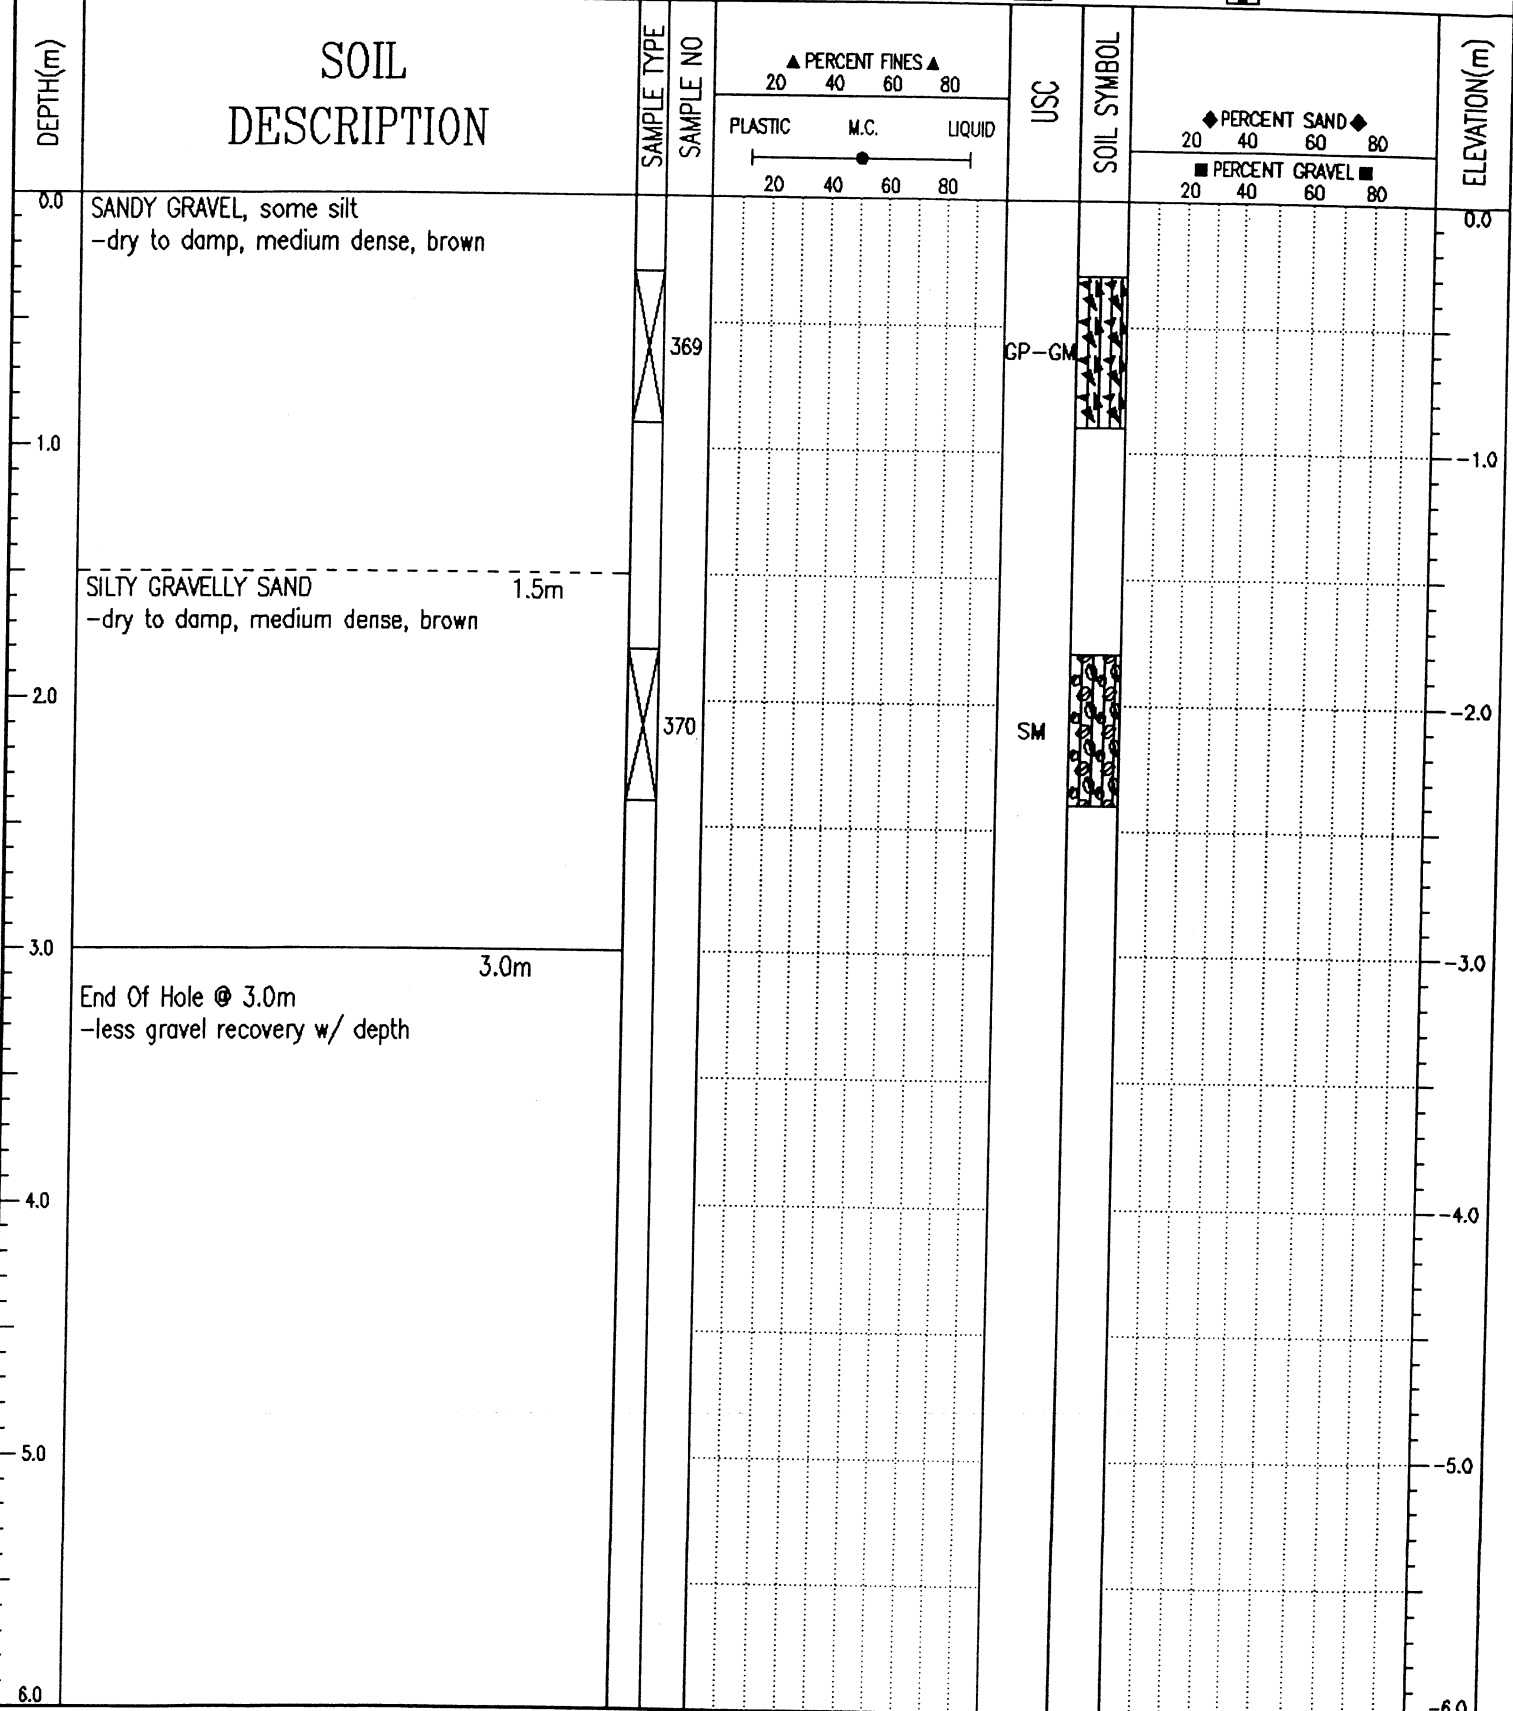 DEPTH(m)
SOIL
DESCRIPTION
SAMPLE TYPE
SAMPLE NO
▲ PERCENT FINES ▲
20 40 60 80
PLASTIC M.C. LIQUID
20 40 60 80
USC
SOIL SYMBOL
◆ PERCENT SAND ◆
20 40 60 80
■ PERCENT GRAVEL ■
20 40 60 80
ELEVATION(m)
0.0
SANDY GRAVEL, some silt
-dry to damp, medium dense, brown
0.0
369
GP-GM
1.0
-1.0
SILTY GRAVELLY SAND 1.5m
-dry to damp, medium dense, brown
2.0
370
SM
-2.0
3.0
3.0m
-3.0
End Of Hole @ 3.0m
-less gravel recovery w/ depth
4.0
-4.0
5.0
-5.0
6.0
-6.0